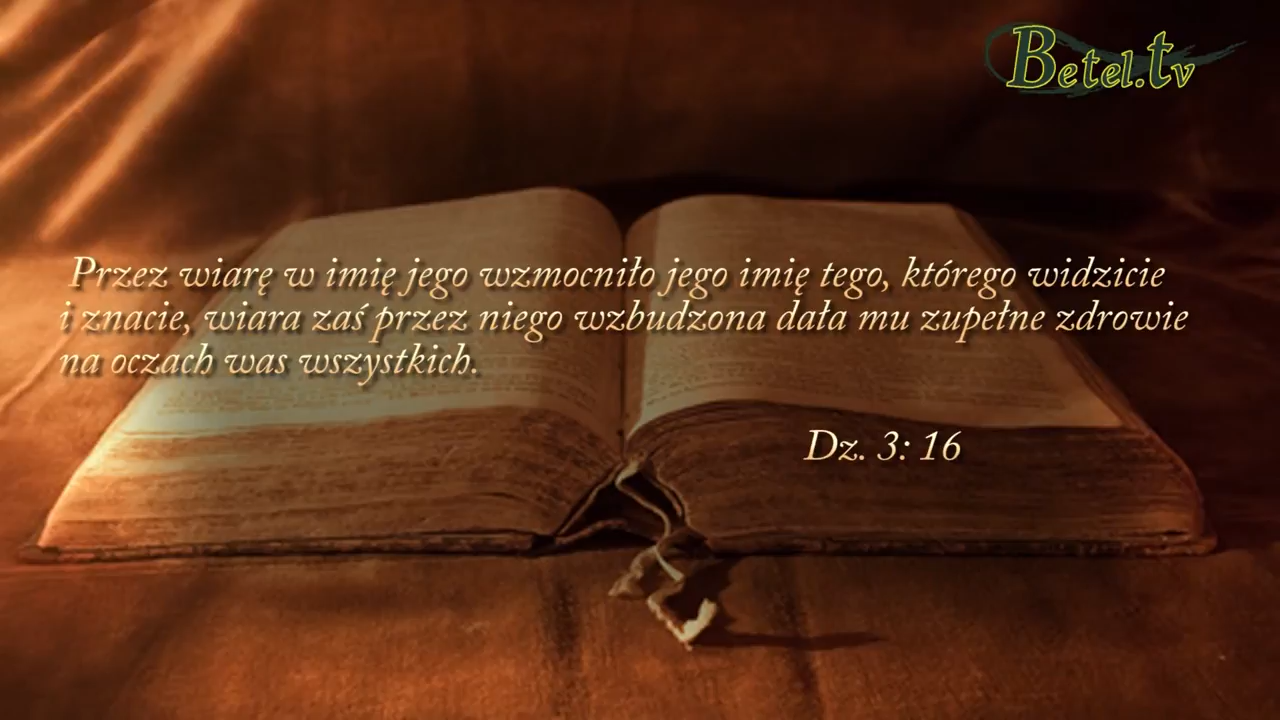 Betel.tv
Przez wiarę w imię jego wzmocniło jego imię tego, którego widzicie
i znacie, wiara zaś przez niego wzbudzona dała mu zupełne zdrowie
na oczach was wszystkich.
Dz. 3: 16